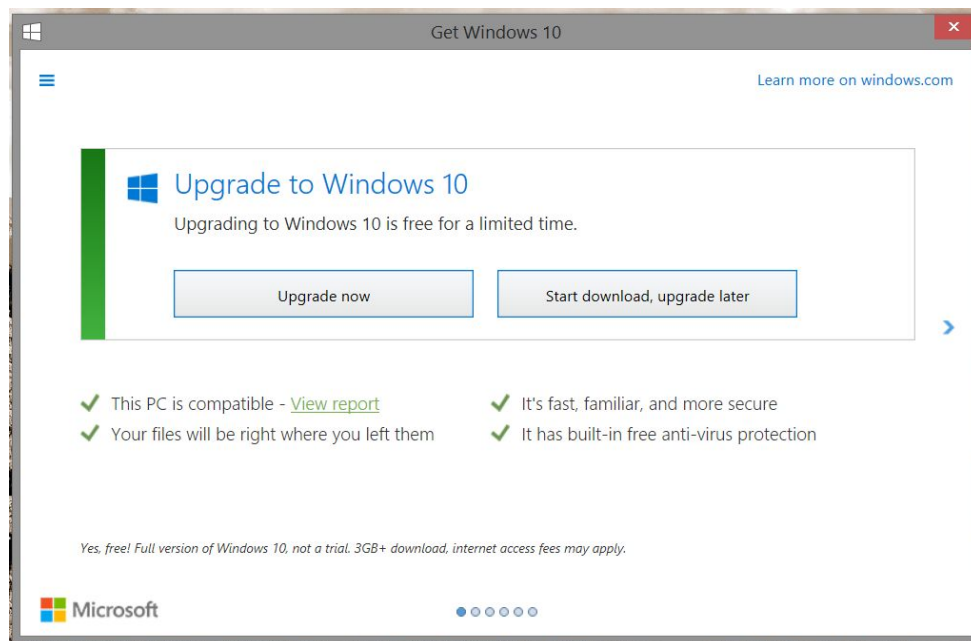 Get Windows 10
Learn more on windows.com
Upgrade to Windows 10
Upgrading to Windows 10 is free for a limited time.
Upgrade now
Start download, upgrade later
This PC is compatible - View report
It's fast, familiar, and more secure
Your files will be right where you left them
It has built-in free anti-virus protection
Yes, free! Full version of Windows 10, not a trial. 3GB+ download, internet access fees may apply.
Microsoft